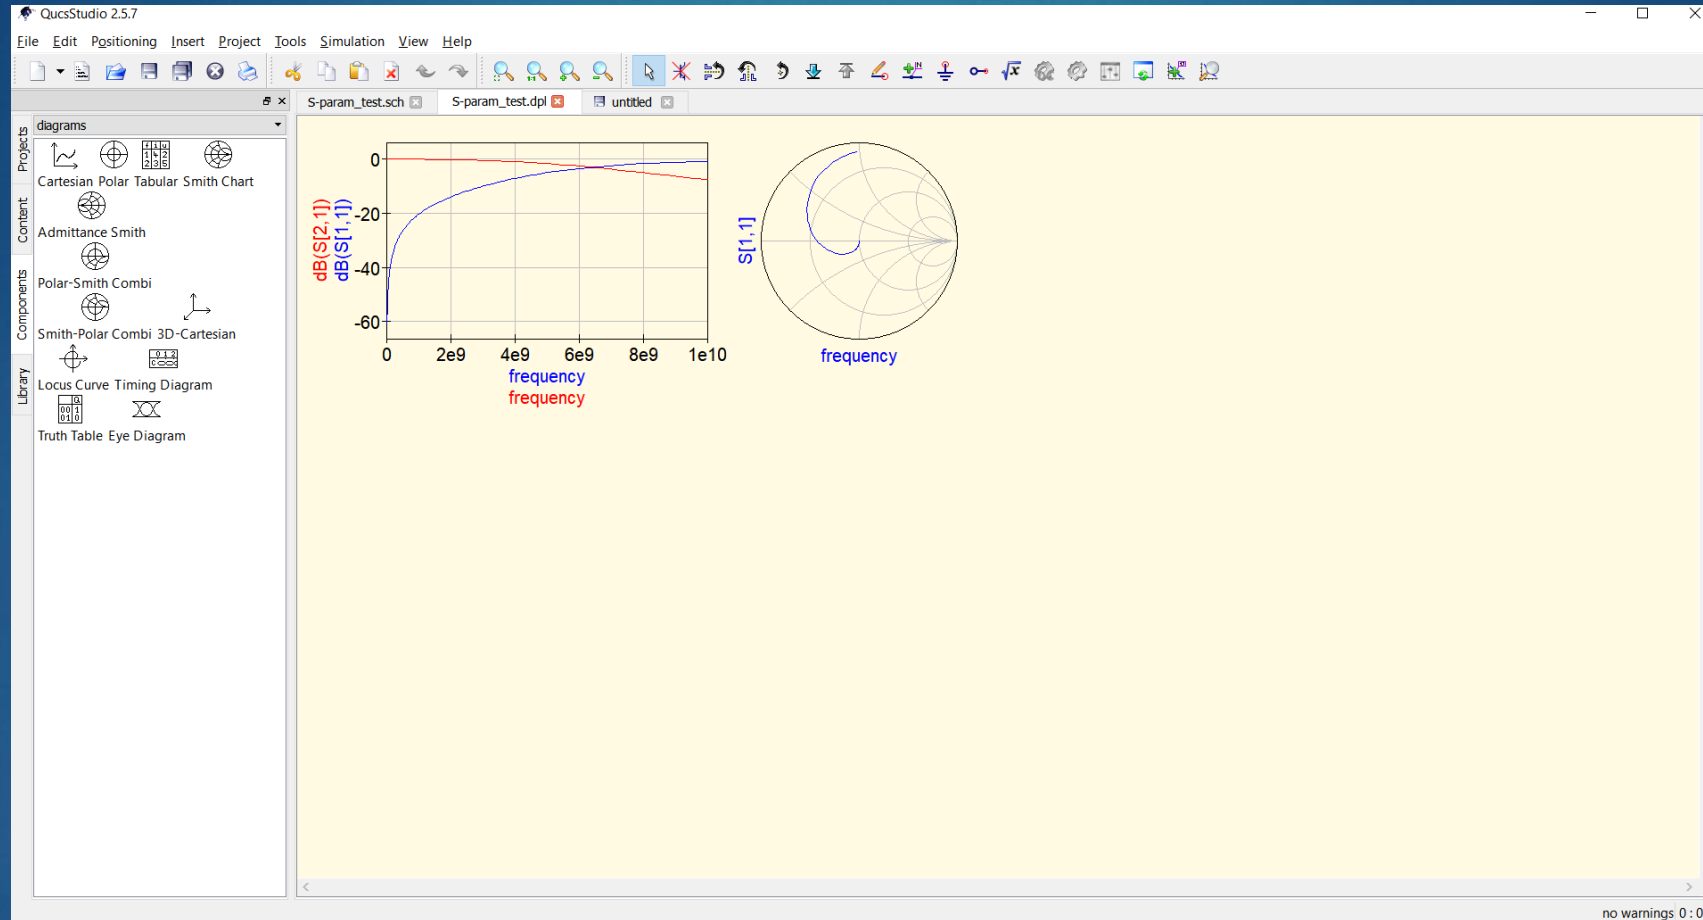 QucsStudio 2.5.7
File Edit Positioning Insert Project Tools Simulation View Help
S-param_test.sch S-param_test.dpl untitled
Projects
Content
Components
Library
diagrams
Cartesian Polar Tabular Smith Chart
Admittance Smith
Polar-Smith Combi
Smith-Polar Combi 3D-Cartesian
Locus Curve Timing Diagram
Truth Table Eye Diagram
dB(S[2,1])
dB(S[1,1])
0
-20
-40
-60
0 2e9 4e9 6e9 8e9 1e10
frequency
frequency
S[1,1]
frequency
no warnings 0 : 0